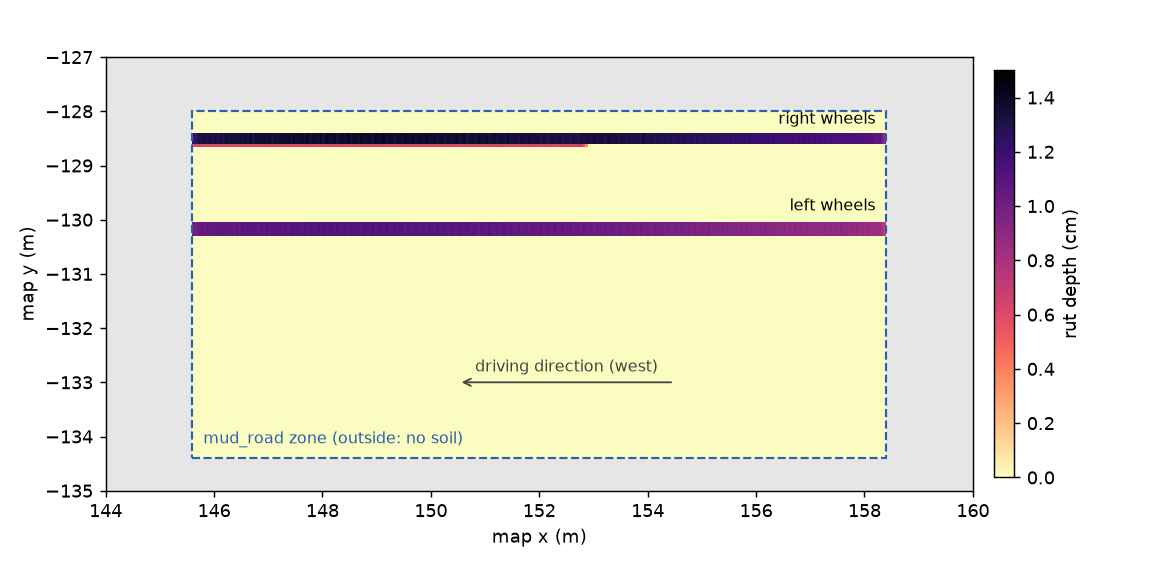 −127
−128
−129
−130
−131
−132
−133
−134
−135
map y (m)
right wheels
left wheels
driving direction (west)
mud_road zone (outside: no soil)
144 146 148 150 152 154 156 158 160
map x (m)
1.4
1.2
1.0
0.8
0.6
0.4
0.2
0.0
rut depth (cm)